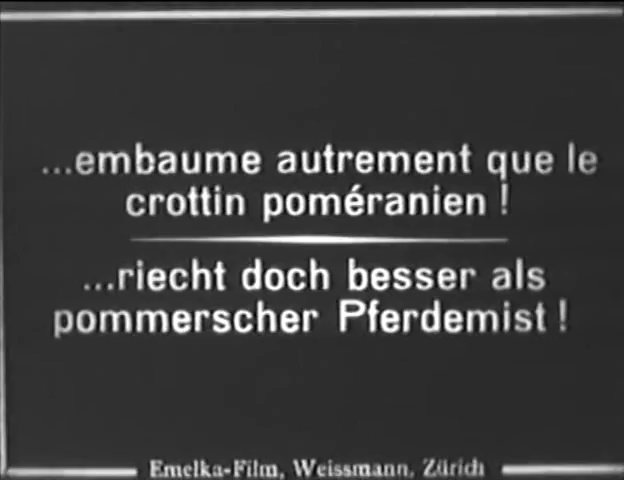 ...embaume autrement que le
crottin poméranien !
...riecht doch besser als
pommerscher Pferdemist !
Emelka-Film, Weissmann, Zürich